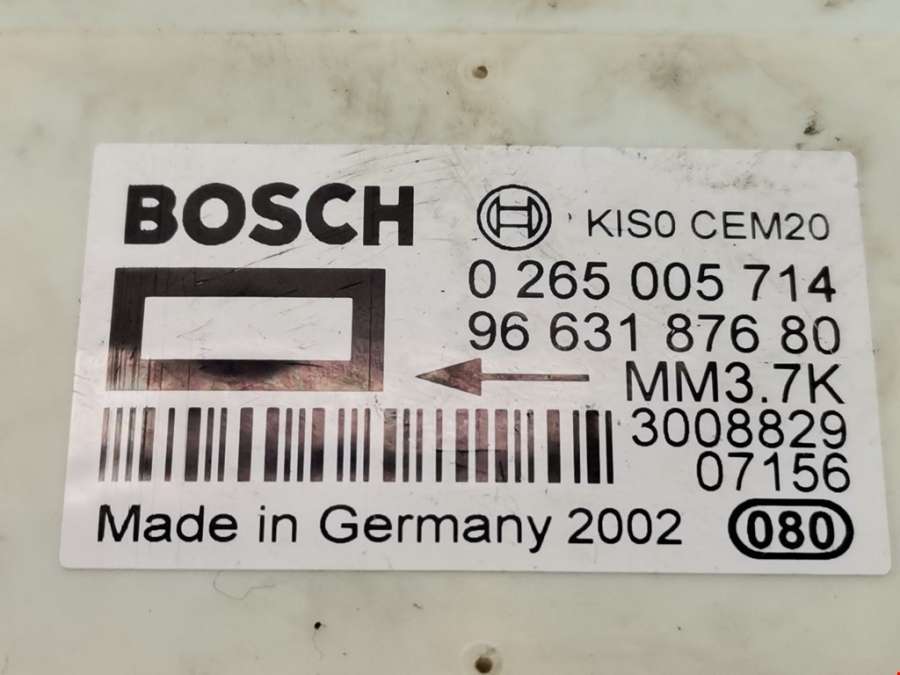 BOSCH KIS0 CEM20
0 265 005 714
96 631 876 80
MM3.7K
3008829
07156
Made in Germany 2002 080